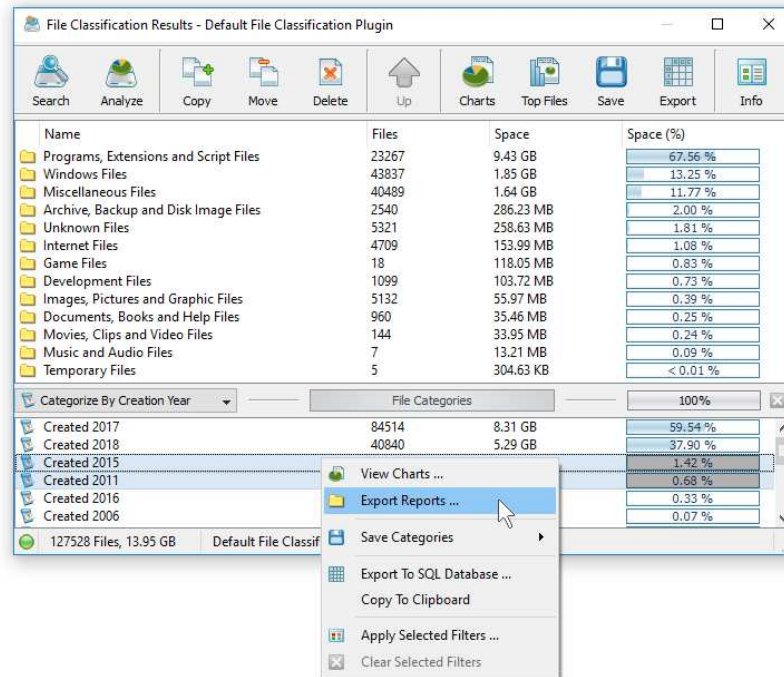 File Classification Results - Default File Classification Plugin
Search Analyze Copy Move Delete Up Charts Top Files Save Export Info
Name Files Space Space (%)
Programs, Extensions and Script Files 23267 9.43 GB 67.56 %
Windows Files 43837 1.85 GB 13.25 %
Miscellaneous Files 40489 1.64 GB 11.77 %
Archive, Backup and Disk Image Files 2540 286.23 MB 2.00 %
Unknown Files 5321 258.63 MB 1.81 %
Internet Files 4709 153.99 MB 1.08 %
Game Files 18 118.05 MB 0.83 %
Development Files 1099 103.72 MB 0.73 %
Images, Pictures and Graphic Files 5132 55.97 MB 0.39 %
Documents, Books and Help Files 960 35.46 MB 0.25 %
Movies, Clips and Video Files 144 33.95 MB 0.24 %
Music and Audio Files 7 13.21 MB 0.09 %
Temporary Files 5 304.63 KB < 0.01 %
Categorize By Creation Year File Categories 100%
Created 2017 84514 8.31 GB 59.54 %
Created 2018 40840 5.29 GB 37.90 %
Created 2015 1.42 %
Created 2011 0.68 %
Created 2016 0.33 %
Created 2006 0.07 %
127528 Files, 13.95 GB Default File Classif
View Charts ...
Export Reports ...
Save Categories
Export To SQL Database ...
Copy To Clipboard
Apply Selected Filters ...
Clear Selected Filters